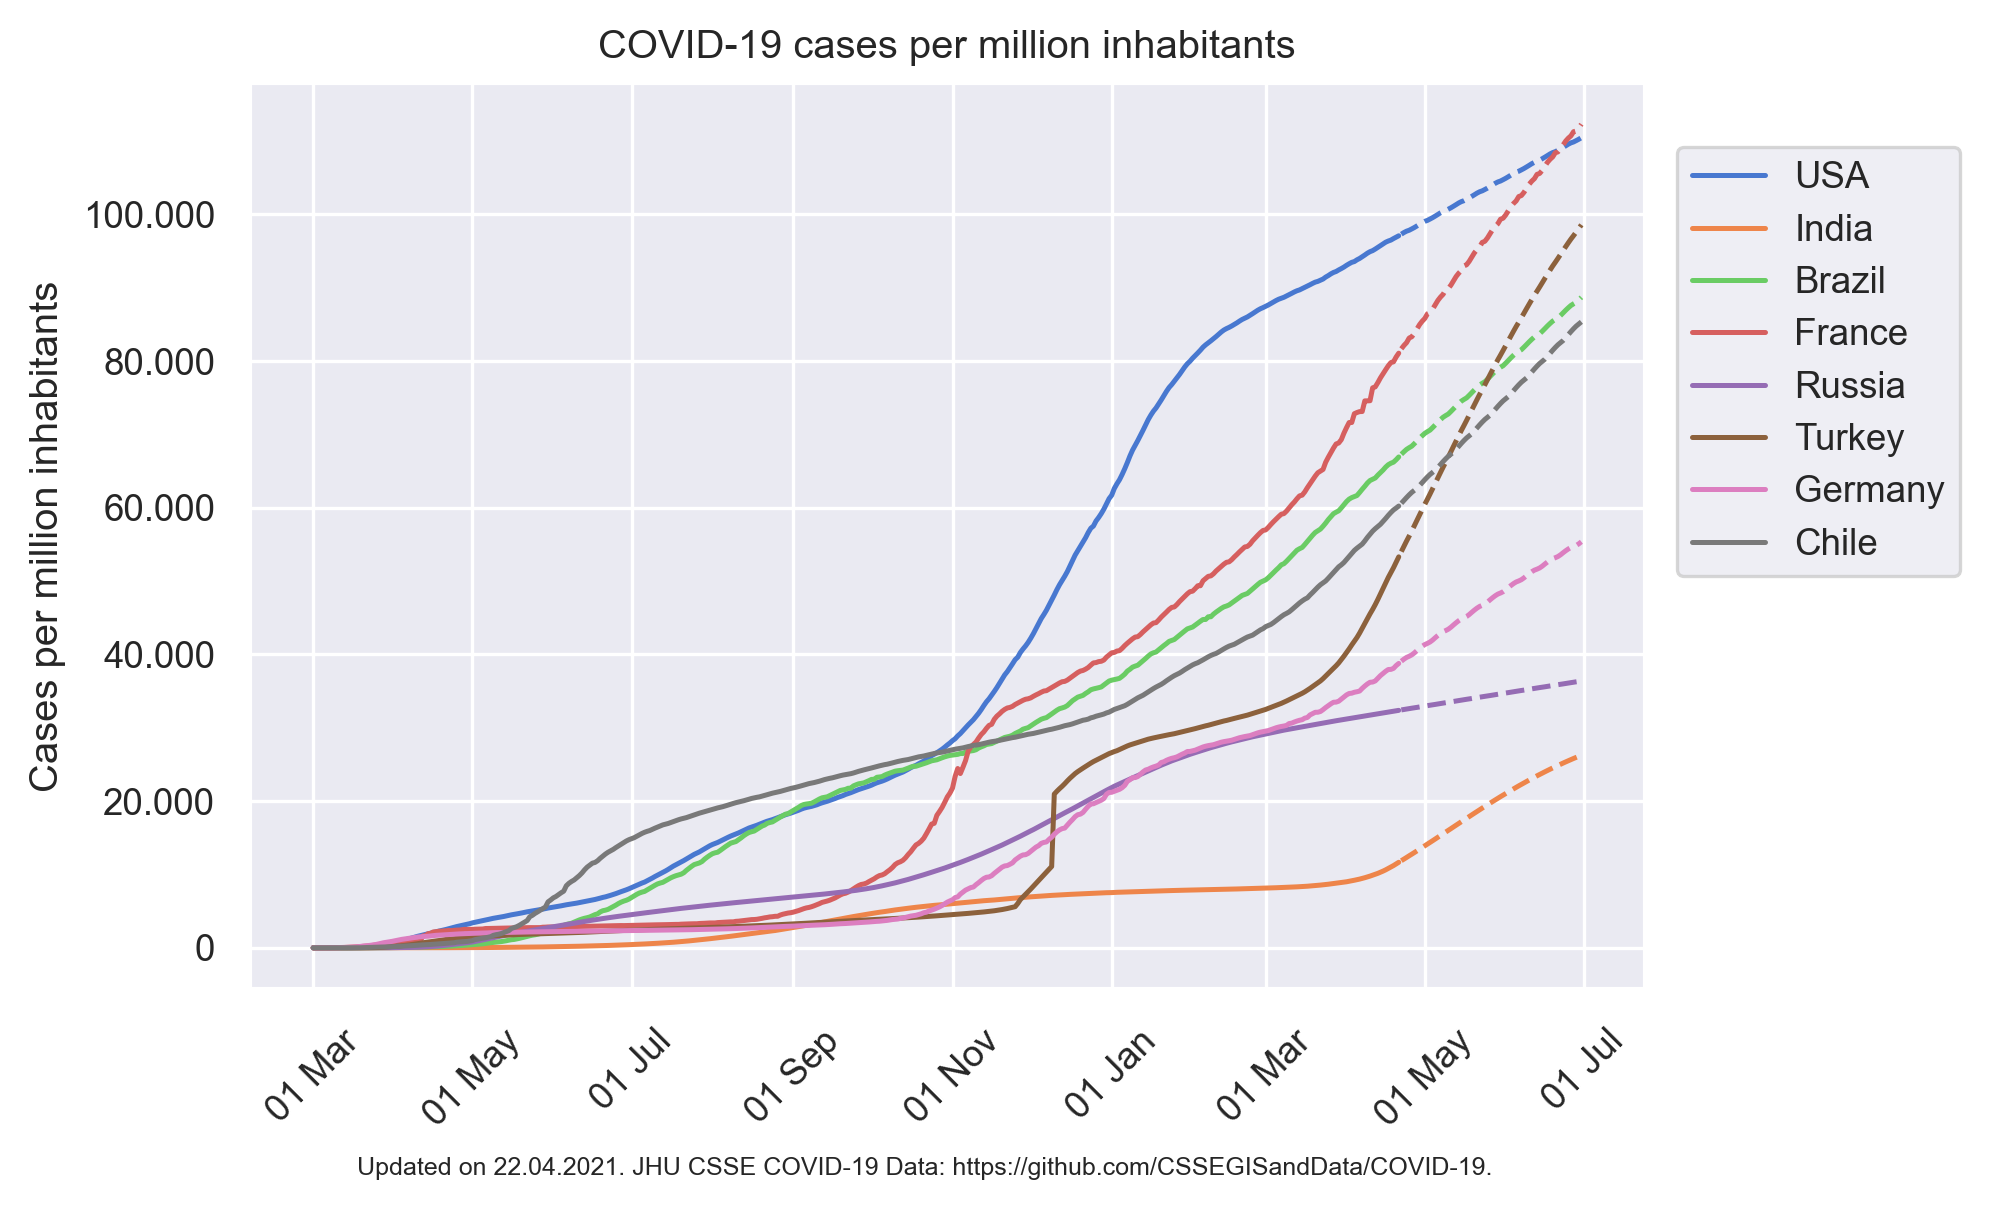 COVID-19 cases per million inhabitants
Cases per million inhabitants
100.000
80.000
60.000
40.000
20.000
0
01 Mar
01 May
01 Jul
01 Sep
01 Nov
01 Jan
01 Mar
01 May
01 Jul
USA
India
Brazil
France
Russia
Turkey
Germany
Chile
Updated on 22.04.2021. JHU CSSE COVID-19 Data: https://github.com/CSSEGISandData/COVID-19.